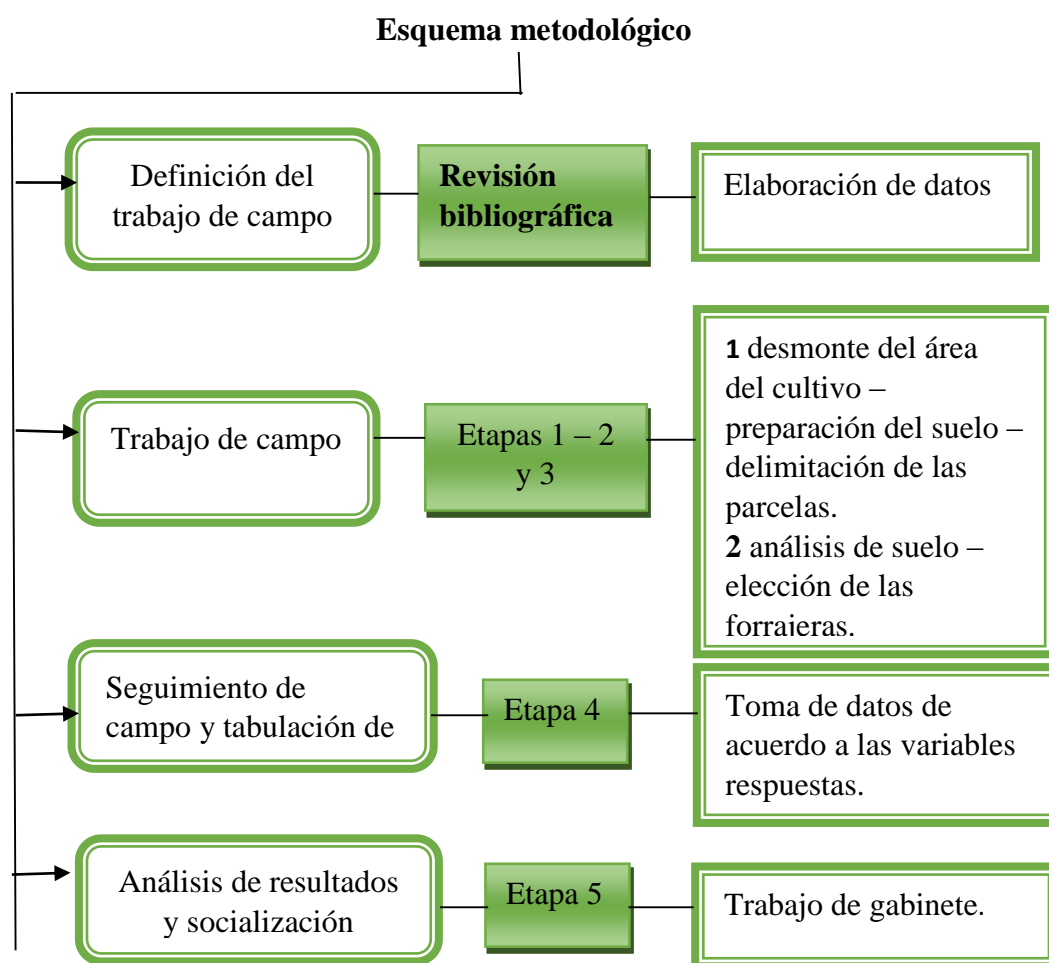 Esquema metodológico
Definición del
trabajo de campo
Revisión
bibliográfica
Elaboración de datos
Trabajo de campo
Etapas 1 – 2
y 3
1 desmonte del área
del cultivo –
preparación del suelo –
delimitación de las
parcelas.
2 análisis de suelo –
elección de las
forrajeras.
Seguimiento de
campo y tabulación de
Etapa 4
Toma de datos de
acuerdo a las variables
respuestas.
Análisis de resultados
y socialización
Etapa 5
Trabajo de gabinete.